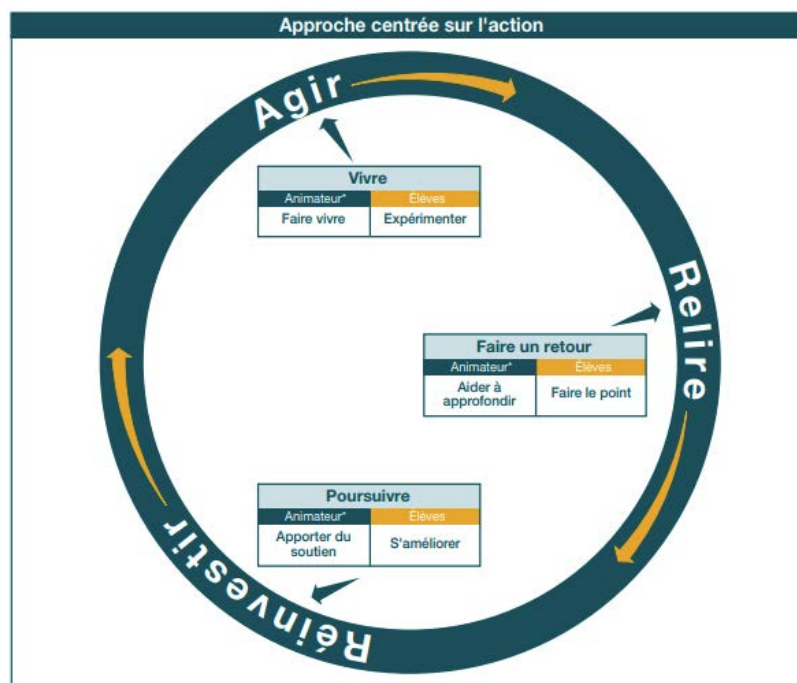 Approche centrée sur l'action
Agir
Vivre
Animateur* Élèves
Faire vivre Expérimenter
Relire
Faire un retour
Animateur* Élèves
Aider à approfondir Faire le point
Poursuivre
Animateur* Élèves
Apporter du soutien S'améliorer
Réinvestir